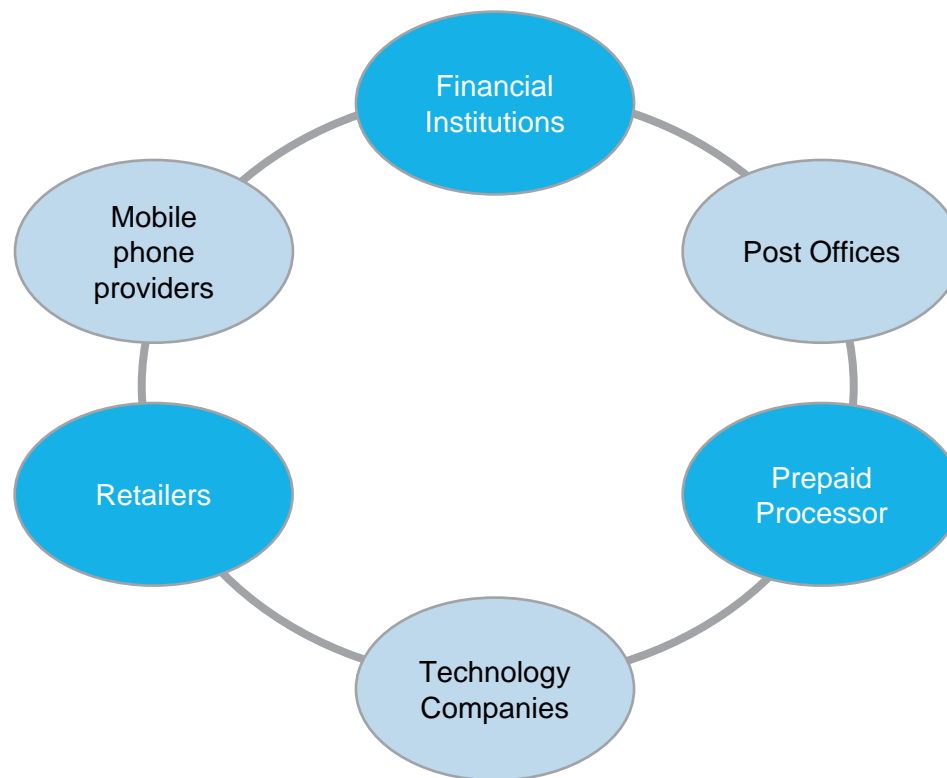 Financial
Institutions
Post Offices
Prepaid
Processor
Technology
Companies
Retailers
Mobile
phone
providers